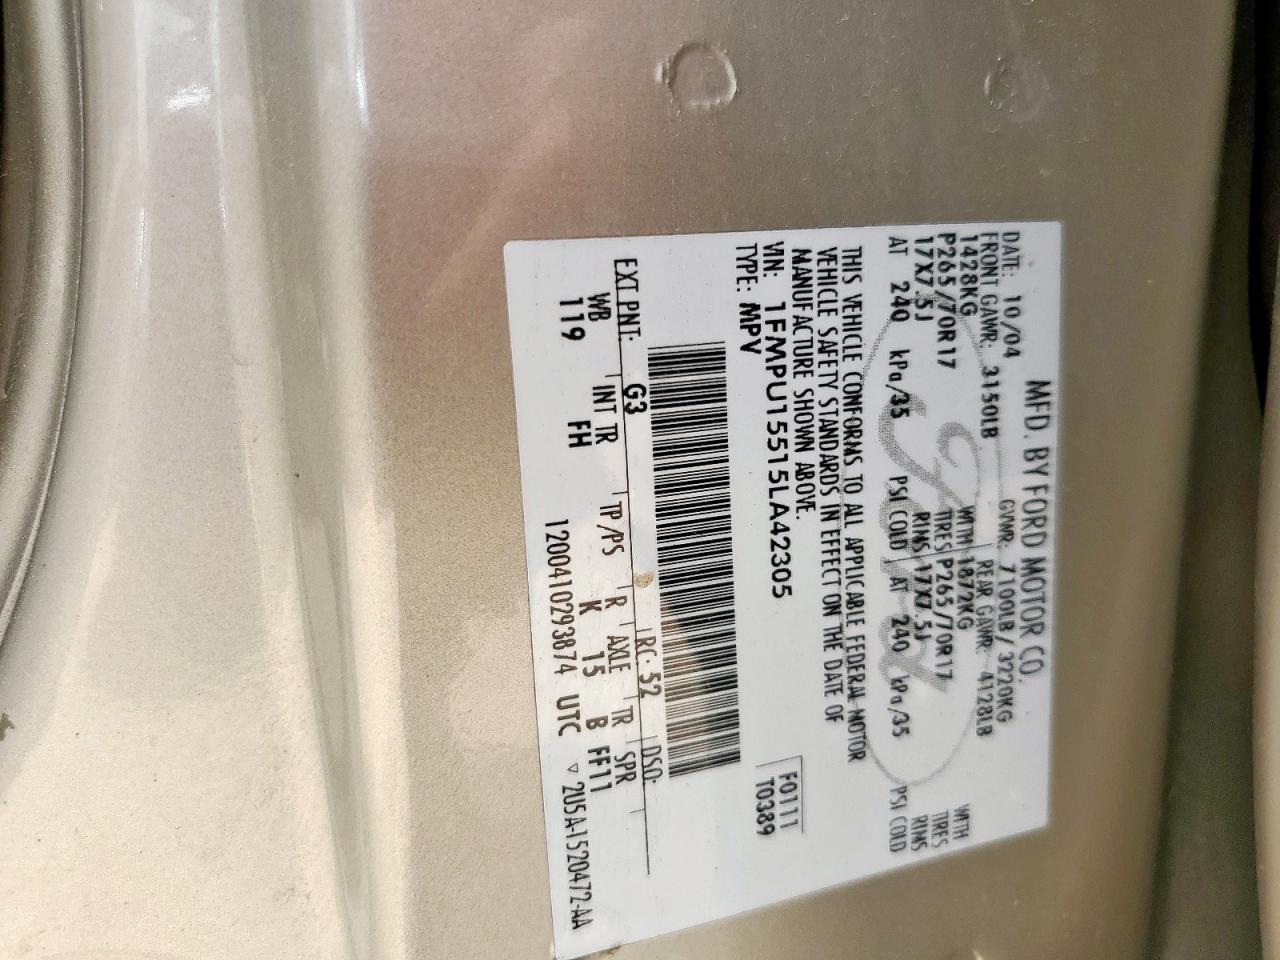 MFD. BY FORD MOTOR CO.
DATE: 10/04 GVWR: 7100LB/ 3220KG
FRONT GAWR: 3150LB REAR GAWR: 4128LB
1428KG WITH 1872KG WITH
P265/70R17 TIRES P265/70R17 TIRES
17X7.5J RIMS 17X7.5J RIMS
AT 240 kPa/35 PSI COLD AT 240 kPa/35 PSI COLD
THIS VEHICLE CONFORMS TO ALL APPLICABLE FEDERAL MOTOR
VEHICLE SAFETY STANDARDS IN EFFECT ON THE DATE OF
MANUFACTURE SHOWN ABOVE.
VIN: 1FMPU15515LA42305 F0111
TYPE: MPV T0389
EXT PNT: G3 RC: 52 DSO:
WB INT TR TP/PS R AXLE TR SPR
119 FH K 15 B FF11
1200410293874 UTC ▽ 2U5A-1520472-AA